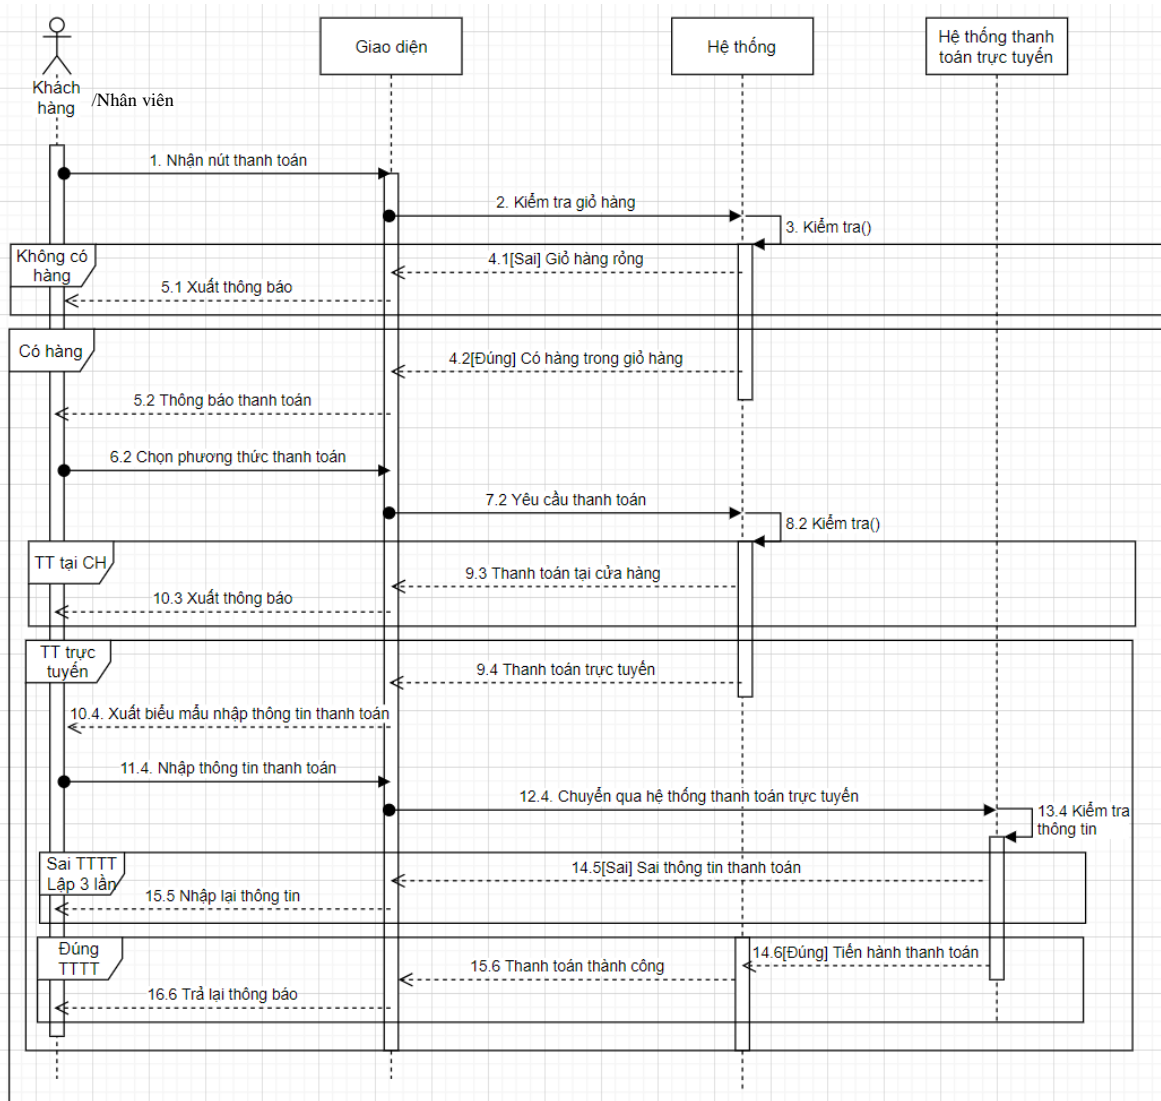 Giao diện
Hệ thống
Hệ thống thanh
toán trực tuyến
Khách
hàng
/Nhân viên
1. Nhận nút thanh toán
2. Kiểm tra giỏ hàng
3. Kiểm tra()
Không có
hàng
4.1[Sai] Giỏ hàng rỗng
5.1 Xuất thông báo
Có hàng
4.2[Đúng] Có hàng trong giỏ hàng
5.2 Thông báo thanh toán
6.2 Chọn phương thức thanh toán
7.2 Yêu cầu thanh toán
8.2 Kiểm tra()
TT tại CH
9.3 Thanh toán tại cửa hàng
10.3 Xuất thông báo
TT trực
tuyến
9.4 Thanh toán trực tuyến
10.4. Xuất biểu mẫu nhập thông tin thanh toán
11.4. Nhập thông tin thanh toán
12.4. Chuyển qua hệ thống thanh toán trực tuyến
13.4 Kiểm tra
thông tin
Sai TTTT
Lập 3 lần
14.5[Sai] Sai thông tin thanh toán
15.5 Nhập lại thông tin
Đúng
TTTT
14.6[Đúng] Tiến hành thanh toán
15.6 Thanh toán thành công
16.6 Trả lại thông báo